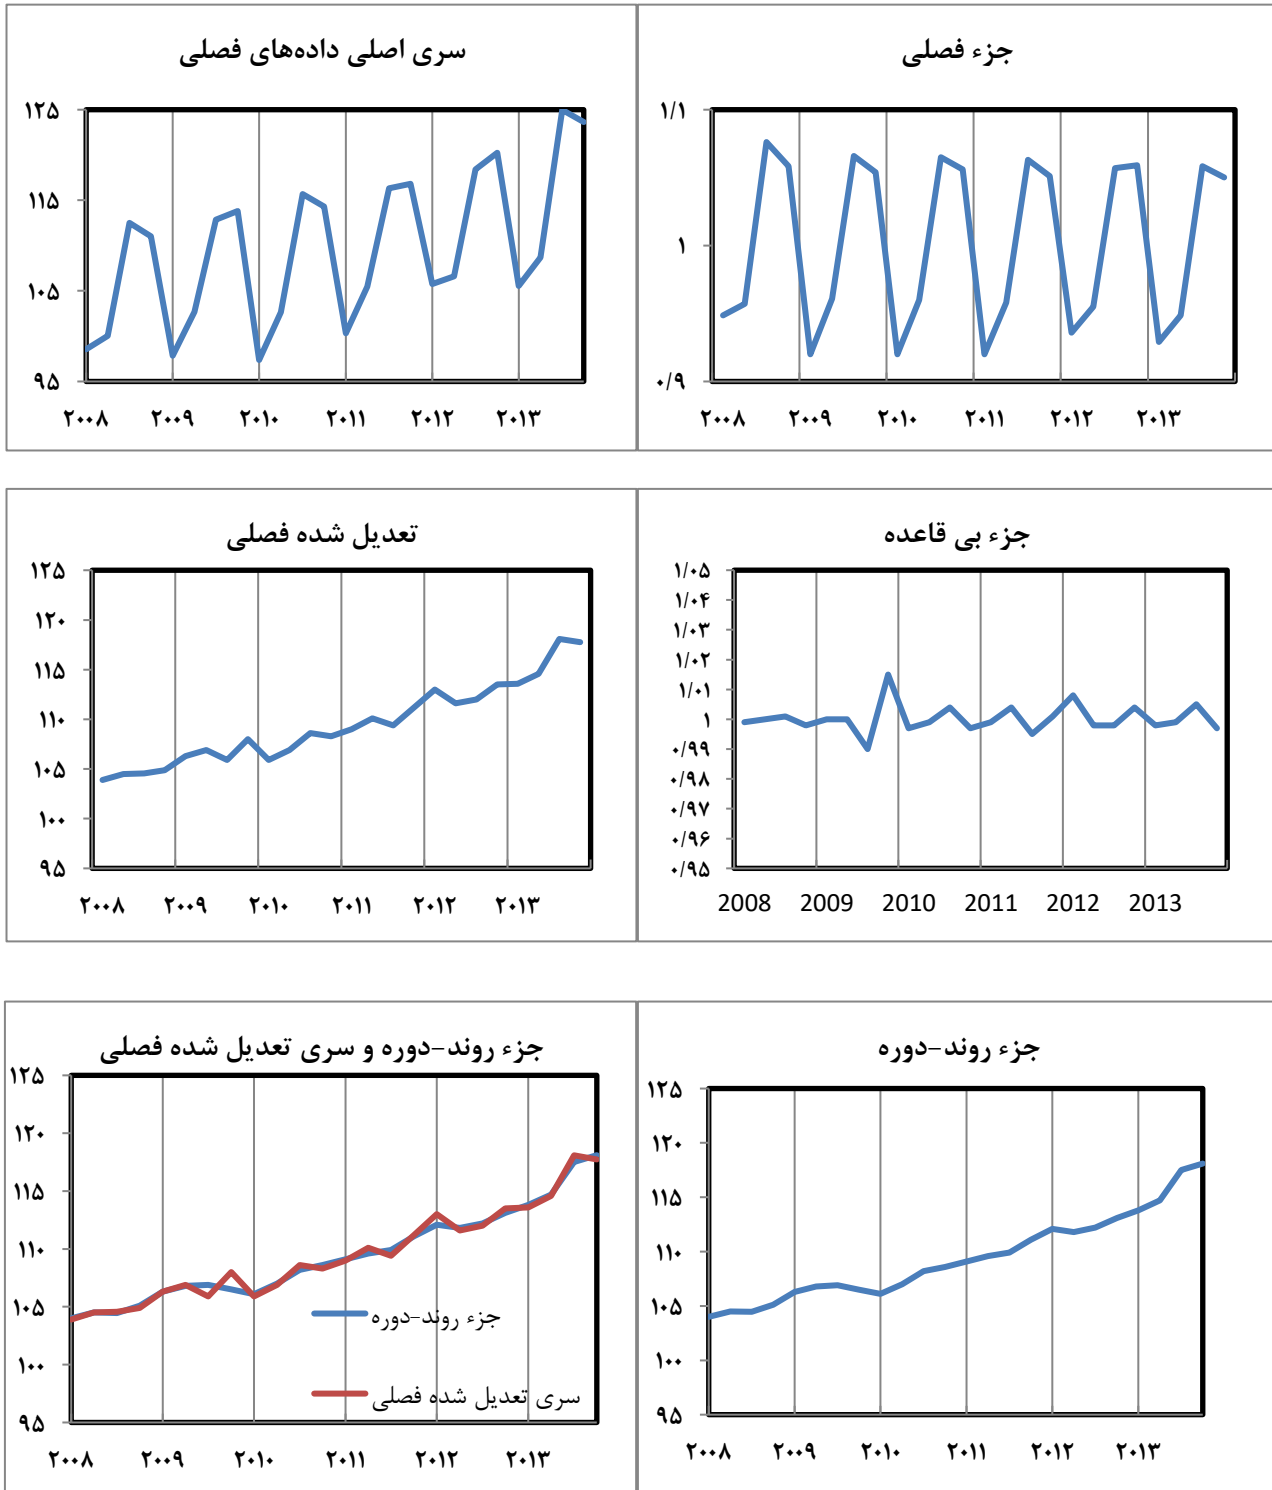 سری اصلی داده‌های فصلی
۱۲۵
۱۱۵
۱۰۵
۹۵
۲۰۰۸ ۲۰۰۹ ۲۰۱۰ ۲۰۱۱ ۲۰۱۲ ۲۰۱۳
جزء فصلی
۱/۱
۱
۰/۹
۲۰۰۸ ۲۰۰۹ ۲۰۱۰ ۲۰۱۱ ۲۰۱۲ ۲۰۱۳
تعدیل شده فصلی
۱۲۵
۱۲۰
۱۱۵
۱۱۰
۱۰۵
۱۰۰
۹۵
۲۰۰۸ ۲۰۰۹ ۲۰۱۰ ۲۰۱۱ ۲۰۱۲ ۲۰۱۳
جزء بی قاعده
۱/۰۵
۱/۰۴
۱/۰۳
۱/۰۲
۱/۰۱
۱
۰/۹۹
۰/۹۸
۰/۹۷
۰/۹۶
۰/۹۵
2008 2009 2010 2011 2012 2013
جزء روند-دوره و سری تعدیل شده فصلی
۱۲۵
۱۲۰
۱۱۵
۱۱۰
۱۰۵
۱۰۰
۹۵
جزء روند-دوره
سری تعدیل شده فصلی
۲۰۰۸ ۲۰۰۹ ۲۰۱۰ ۲۰۱۱ ۲۰۱۲ ۲۰۱۳
جزء روند-دوره
۱۲۵
۱۲۰
۱۱۵
۱۱۰
۱۰۵
۱۰۰
۹۵
۲۰۰۸ ۲۰۰۹ ۲۰۱۰ ۲۰۱۱ ۲۰۱۲ ۲۰۱۳